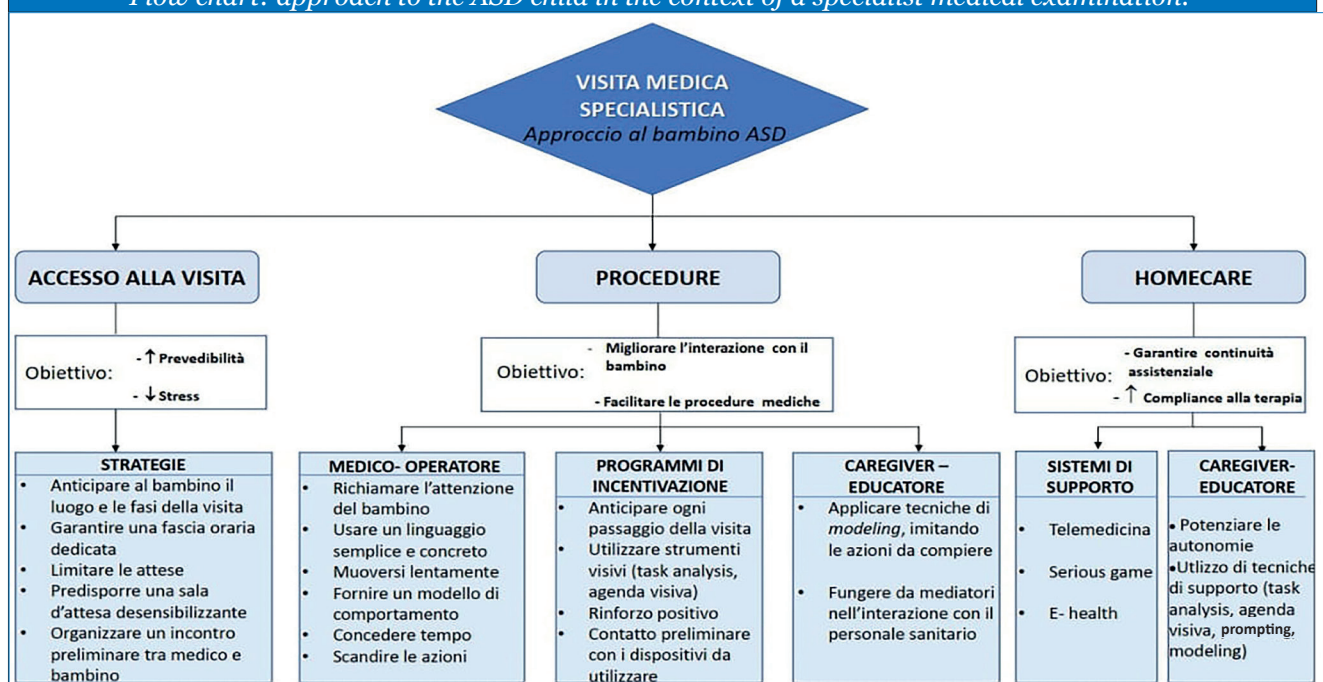 Flow chart: approach to the ASD child in the context of a specialist medical examination.
VISITA MEDICA
SPECIALISTICA
Approccio al bambino ASD
ACCESSO ALLA VISITA
PROCEDURE
HOMECARE
Obiettivo:
- ↑ Prevedibilità
- ↓ Stress
Obiettivo:
- Migliorare l'interazione con il
bambino
- Facilitare le procedure mediche
Obiettivo:
- Garantire continuità
assistenziale
- ↑ Compliance alla terapia
STRATEGIE
• Anticipare al bambino il
luogo e le fasi della visita
• Garantire una fascia oraria
dedicata
• Limitare le attese
• Predisporre una sala
d'attesa desensibilizzante
• Organizzare un incontro
preliminare tra medico e
bambino
MEDICO- OPERATORE
• Richiamare l'attenzione
del bambino
• Usare un linguaggio
semplice e concreto
• Muoversi lentamente
• Fornire un modello di
comportamento
• Concedere tempo
• Scandire le azioni
PROGRAMMI DI
INCENTIVAZIONE
• Anticipare ogni
passaggio della visita
• Utilizzare strumenti
visivi (task analysis,
agenda visiva)
• Rinforzo positivo
• Contatto preliminare
con i dispositivi da
utilizzare
CAREGIVER –
EDUCATORE
• Applicare tecniche di
modeling, imitando
le azioni da compiere
• Fungere da mediatori
nell'interazione con il
personale sanitario
SISTEMI DI
SUPPORTO
• Telemedicina
• Serious game
• E- health
CAREGIVER-
EDUCATORE
• Potenziare le
autonomie
•Utlizzo di tecniche
di supporto (task
analysis, agenda
visiva, prompting,
modeling)